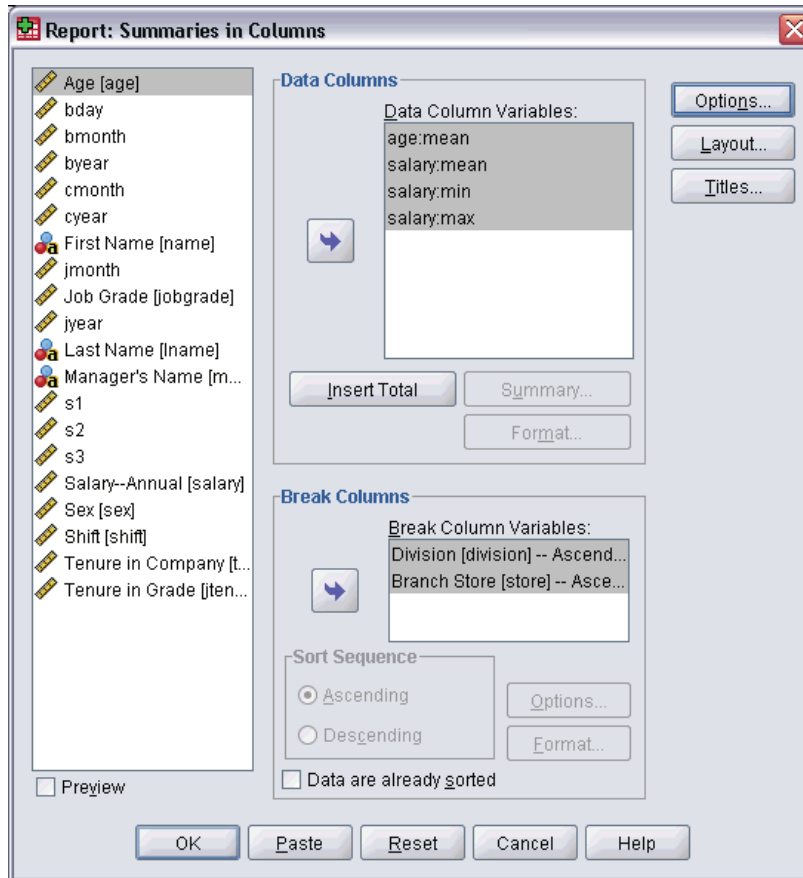 Report: Summaries in Columns
Age [age]
bday
bmonth
byear
cmonth
cyear
First Name [name]
jmonth
Job Grade [jobgrade]
jyear
Last Name [lname]
Manager's Name [m...
s1
s2
s3
Salary--Annual [salary]
Sex [sex]
Shift [shift]
Tenure in Company [t...
Tenure in Grade [jten...
Preview
Data Columns
Data Column Variables:
age:mean
salary:mean
salary:min
salary:max
Insert Total
Summary...
Format...
Break Columns
Break Column Variables:
Division [division] -- Ascend...
Branch Store [store] -- Asce...
Sort Sequence
Ascending
Descending
Options...
Format...
Data are already sorted
Options...
Layout...
Titles...
OK
Paste
Reset
Cancel
Help